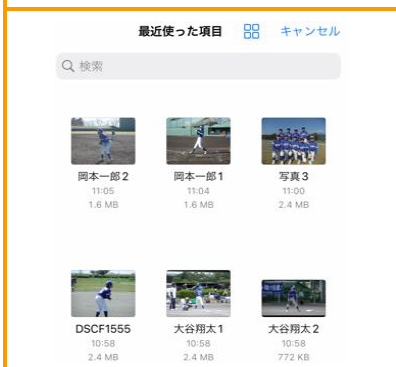 最近使った項目 キャンセル
検索
岡本一郎2 岡本一郎1 写真3
11:05 11:04 11:00
1.6 MB 1.6 MB 2.4 MB
DSCF1555 大谷翔太1 大谷翔太2
10:58 10:58 10:58
2.4 MB 2.4 MB 772 KB